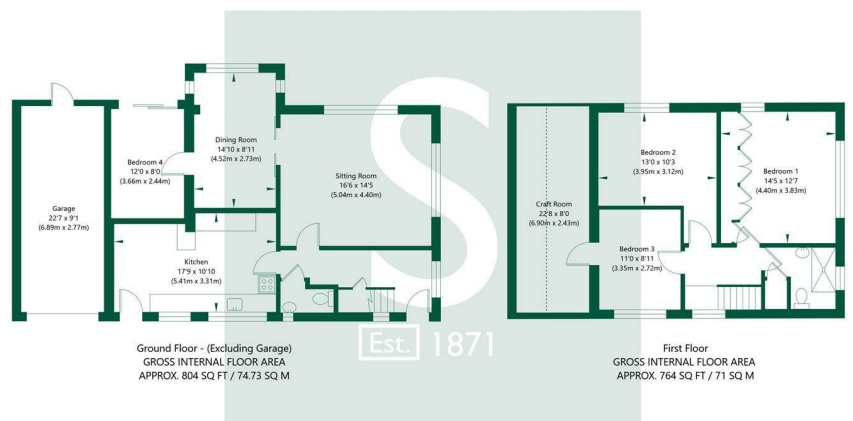 Garage
22'7 x 9'1
(6.89m x 2.77m)
Bedroom 4
12'0 x 8'0
(3.66m x 2.44m)
Dining Room
14'10 x 8'11
(4.52m x 2.73m)
Sitting Room
16'6 x 14'5
(5.04m x 4.40m)
Kitchen
17'9 x 10'10
(5.41m x 3.31m)
Ground Floor - (Excluding Garage)
GROSS INTERNAL FLOOR AREA
APPROX. 804 SQ FT / 74.73 SQ M
S
Est. 1871
Craft Room
22'8 x 8'0
(6.90m x 2.43m)
Bedroom 2
13'0 x 10'3
(3.95m x 3.12m)
Bedroom 1
14'5 x 12'7
(4.40m x 3.83m)
Bedroom 3
11'0 x 8'11
(3.35m x 2.72m)
First Floor
GROSS INTERNAL FLOOR AREA
APPROX. 764 SQ FT / 71 SQ M